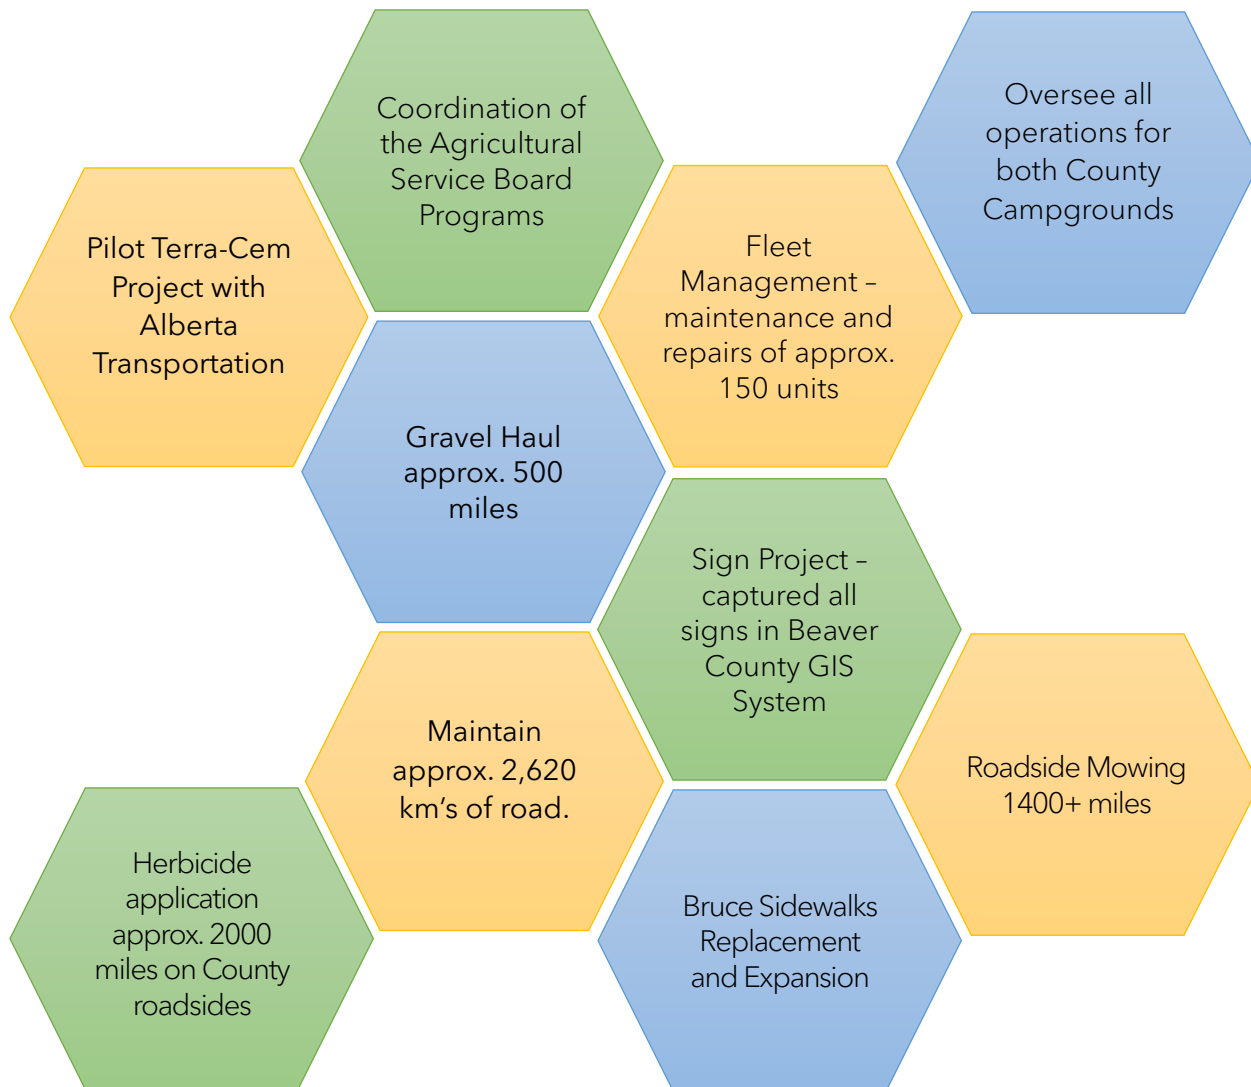 Coordination of
the Agricultural
Service Board
Programs
Oversee all
operations for
both County
Campgrounds
Pilot Terra-Cem
Project with
Alberta
Transportation
Fleet
Management –
maintenance and
repairs of approx.
150 units
Gravel Haul
approx. 500
miles
Sign Project –
captured all
signs in Beaver
County GIS
System
Maintain
approx. 2,620
km's of road.
Roadside Mowing
1400+ miles
Herbicide
application
approx. 2000
miles on County
roadsides
Bruce Sidewalks
Replacement
and Expansion